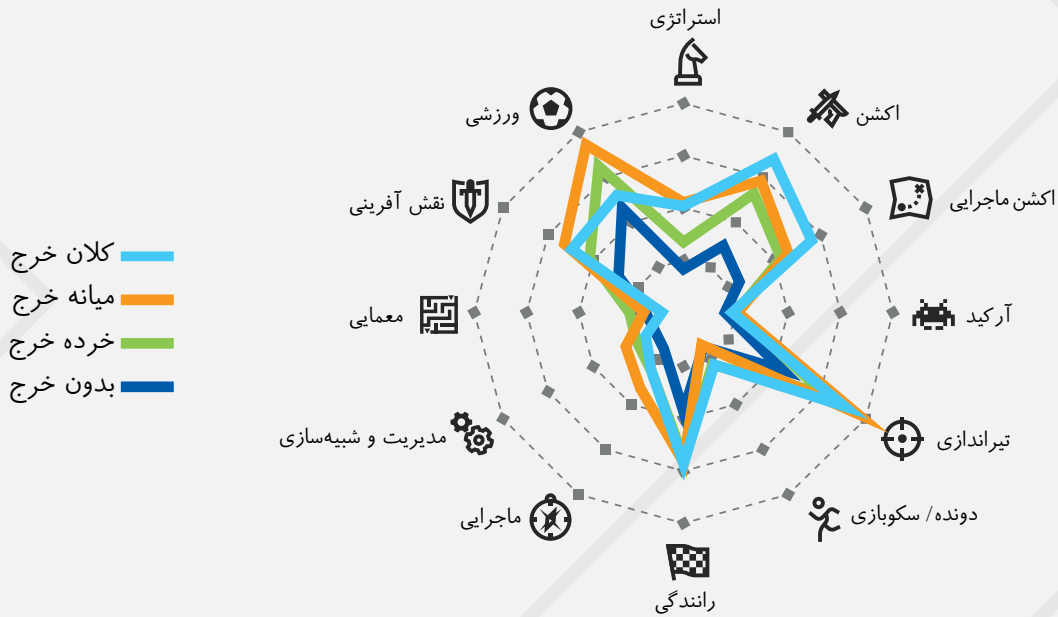 استراتژی
اکشن
اکشن ماجرایی
آرکید
تیراندازی
دونده/ سکوبازی
رانندگی
ماجرایی
مدیریت و شبیه‌سازی
معمایی
نقش آفرینی
ورزشی
کلان خرج
میانه خرج
خرده خرج
بدون خرج